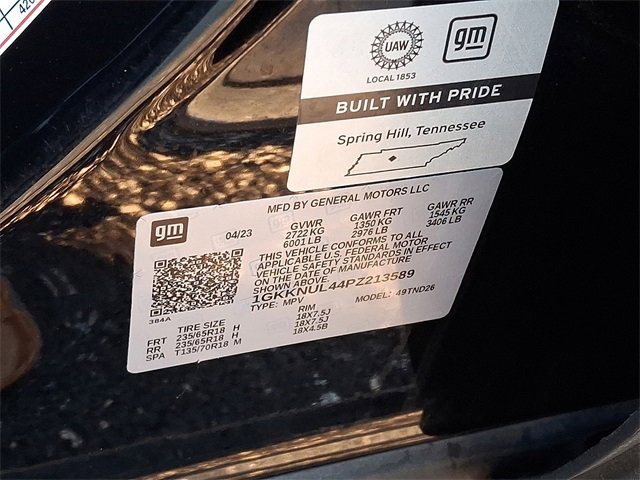 420
UAW
gm
LOCAL 1853
BUILT WITH PRIDE
Spring Hill, Tennessee
MFD BY GENERAL MOTORS LLC
gm 04/23
GVWR GAWR FRT GAWR RR
2722 KG 1350 KG 1545 KG
6001 LB 2976 LB 3406 LB
THIS VEHICLE CONFORMS TO ALL
APPLICABLE U.S. FEDERAL MOTOR
VEHICLE SAFETY STANDARDS IN EFFECT
ON THE DATE OF MANUFACTURE
SHOWN ABOVE.
1GKKNUL44PZ213589
TYPE: MPV MODEL: 49TND26
384A
TIRE SIZE RIM
FRT 235/65R18 H 18X7.5J
RR 235/65R18 H 18X7.5J
SPA T135/70R18 M 18X4.5B